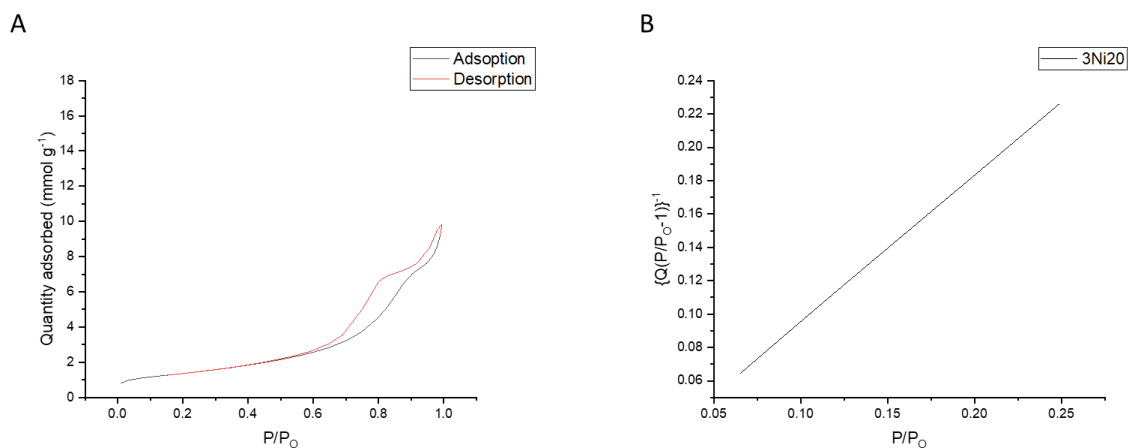 A
Adsoption
Desorption
Quantity adsorbed (mmol g⁻¹)
18
16
14
12
10
8
6
4
2
0
0.0 0.2 0.4 0.6 0.8 1.0
P/P_O
B
3Ni20
{Q(P/P_O-1)}⁻¹
0.24
0.22
0.20
0.18
0.16
0.14
0.12
0.10
0.08
0.06
0.05 0.10 0.15 0.20 0.25
P/P_O